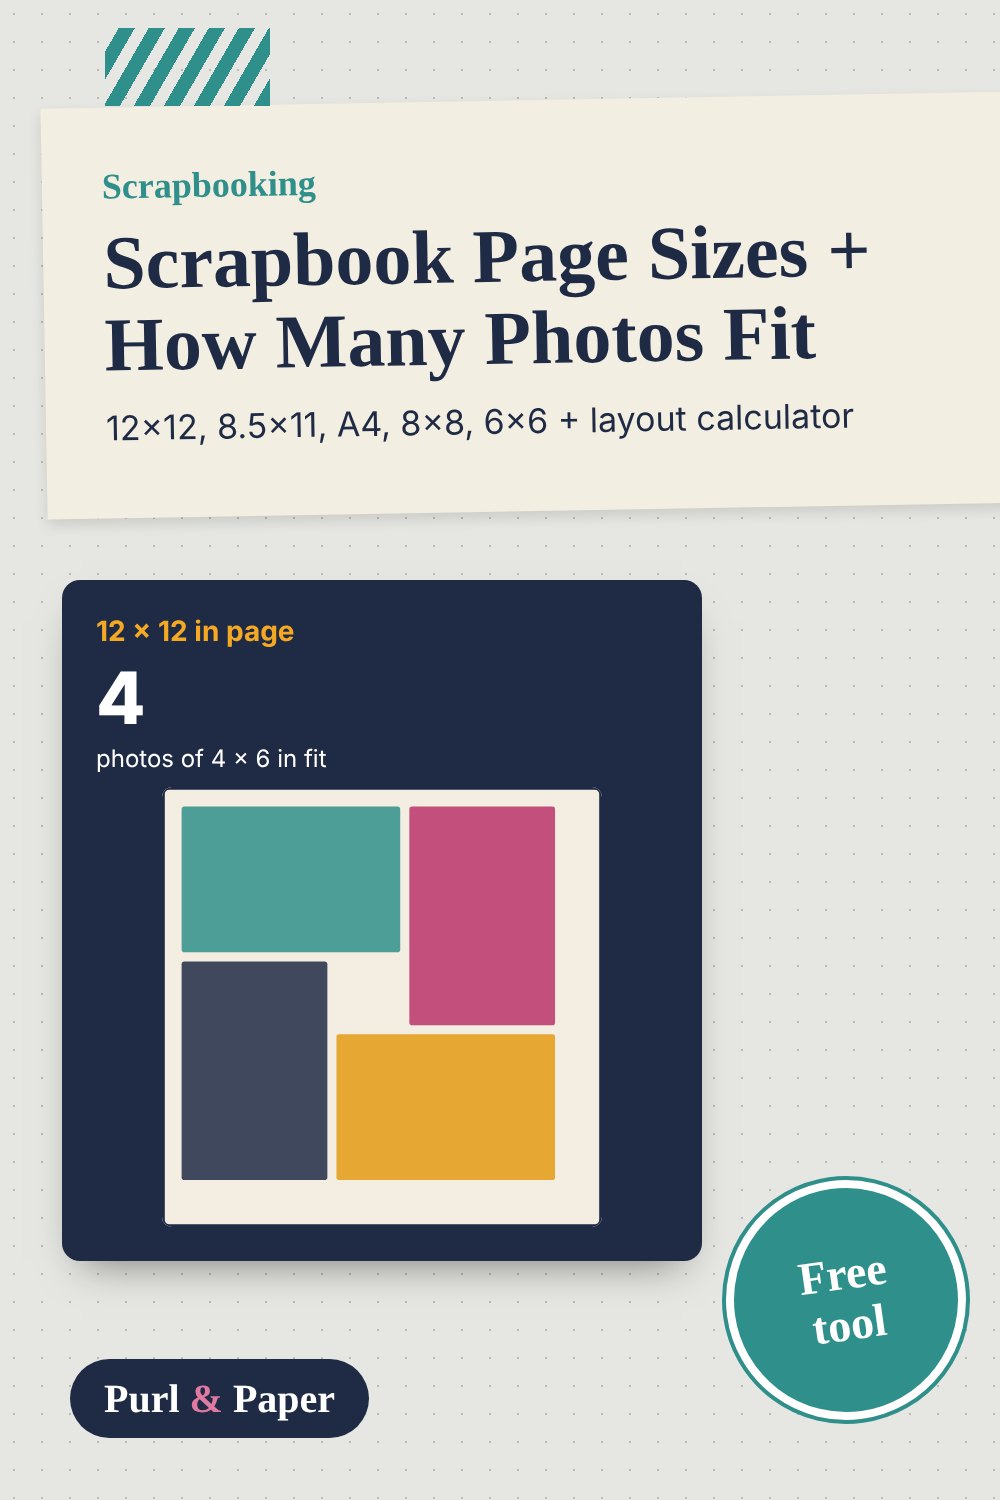 Scrapbooking
Scrapbook Page Sizes +
How Many Photos Fit
12×12, 8.5×11, A4, 8×8, 6×6 + layout calculator
12 × 12 in page
4
photos of 4 × 6 in fit
Free
tool
Purl & Paper